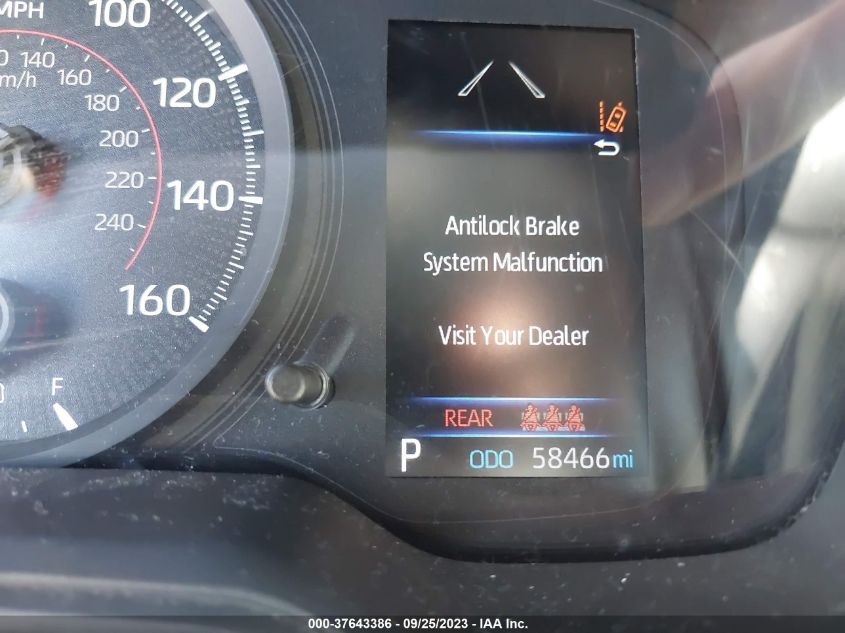 MPH
100
120
140
160
140
160
km/h
180
200
220
240
F
Antilock Brake
System Malfunction
Visit Your Dealer
REAR
P ODO 58466 mi
000-37643386 - 09/25/2023 - IAA Inc.